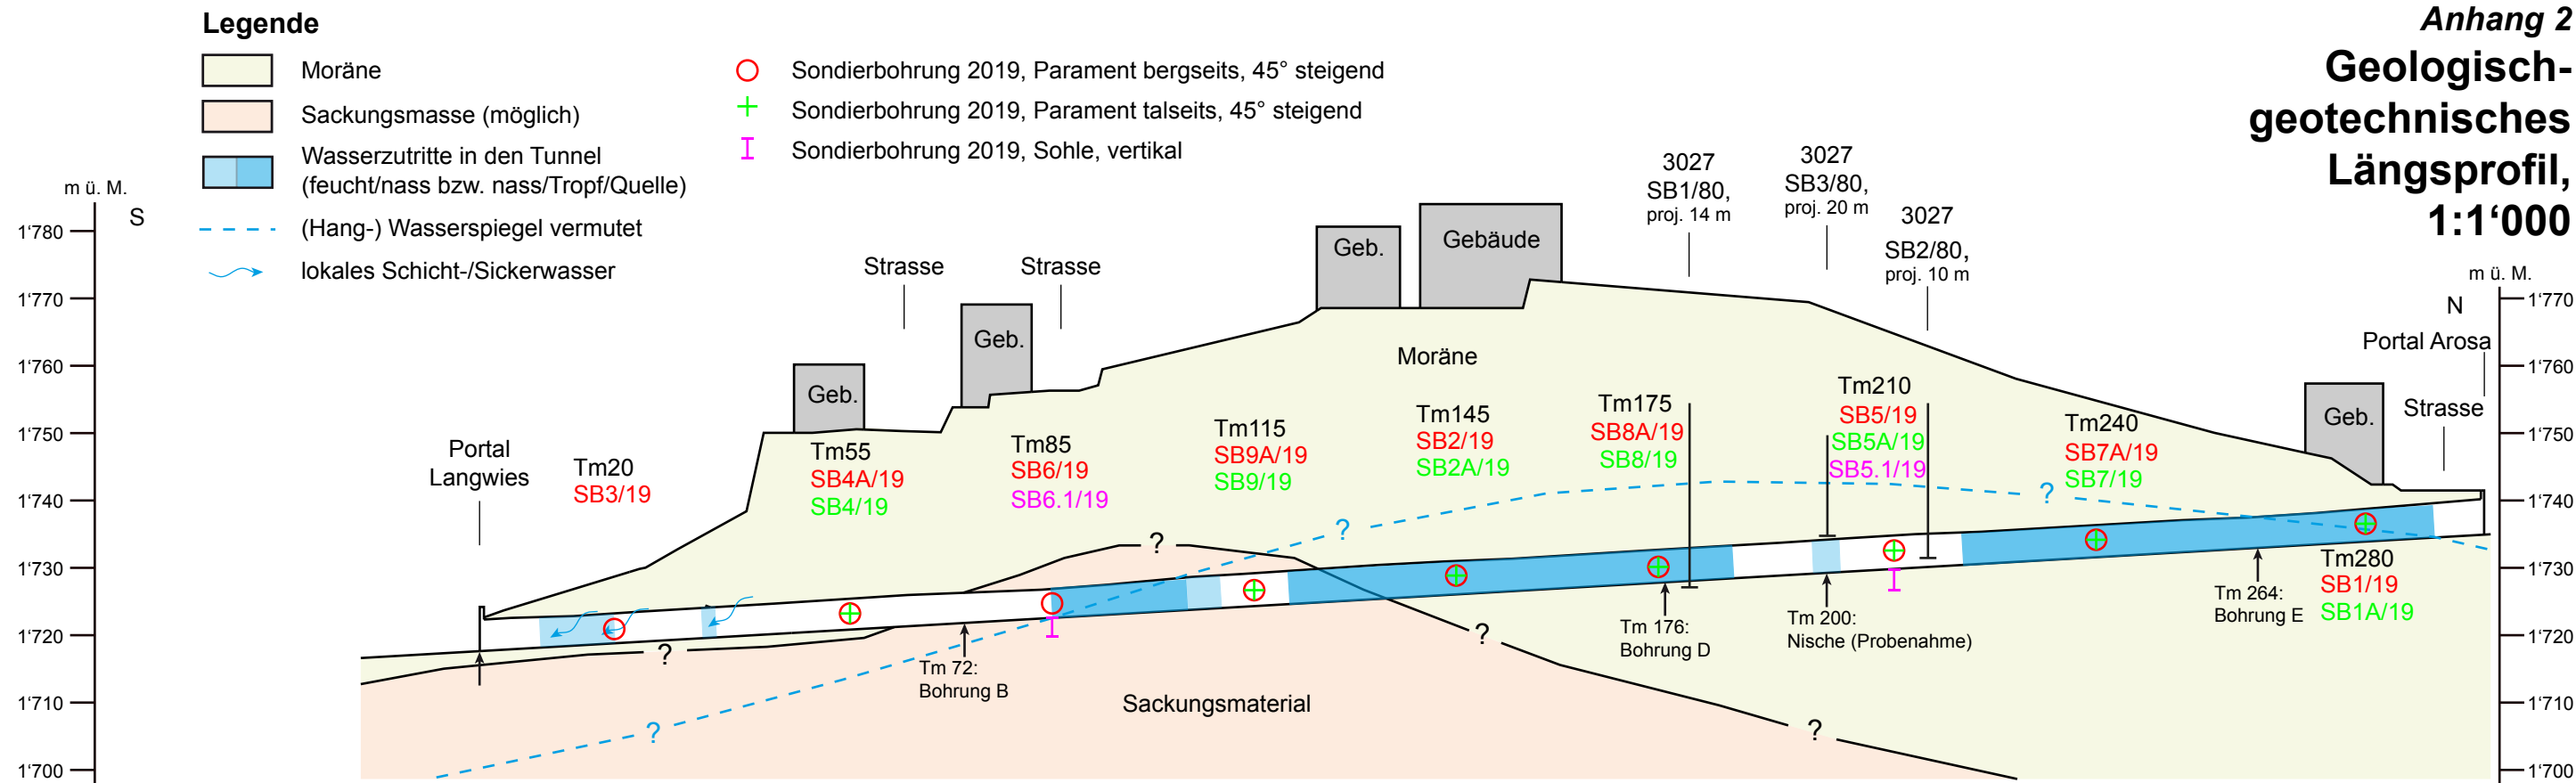 Legende
Moräne
Sackungsmasse (möglich)
Wasserzutritte in den Tunnel
(feucht/nass bzw. nass/Tropf/Quelle)
(Hang-) Wasserspiegel vermutet
lokales Schicht-/Sickerwasser
Sondierbohrung 2019, Parament bergseits, 45° steigend
Sondierbohrung 2019, Parament talseits, 45° steigend
Sondierbohrung 2019, Sohle, vertikal
Anhang 2
Geologisch-
geotechnisches
Längsprofil,
1:1‘000
m ü. M.
S
1‘780
1‘770
1‘760
1‘750
1‘740
1‘730
1‘720
1‘710
1‘700
Portal
Langwies
Tm20
SB3/19
Geb.
Tm55
SB4A/19
SB4/19
Strasse
Geb.
Strasse
Tm85
SB6/19
SB6.1/19
Tm115
SB9A/19
SB9/19
Geb.
Gebäude
Moräne
Tm145
SB2/19
SB2A/19
3027
SB1/80,
proj. 14 m
Tm175
SB8A/19
SB8/19
3027
SB3/80,
proj. 20 m
3027
SB2/80,
proj. 10 m
Tm210
SB5/19
SB5A/19
SB5.1/19
Tm240
SB7A/19
SB7/19
Geb.
Strasse
Portal Arosa
N
m ü. M.
1‘770
1‘760
1‘750
1‘740
1‘730
1‘720
1‘710
1‘700
Tm280
SB1/19
SB1A/19
Tm 72:
Bohrung B
Tm 176:
Bohrung D
Tm 200:
Nische (Probenahme)
Tm 264:
Bohrung E
Sackungsmaterial
?
?
?
?
?
?
?